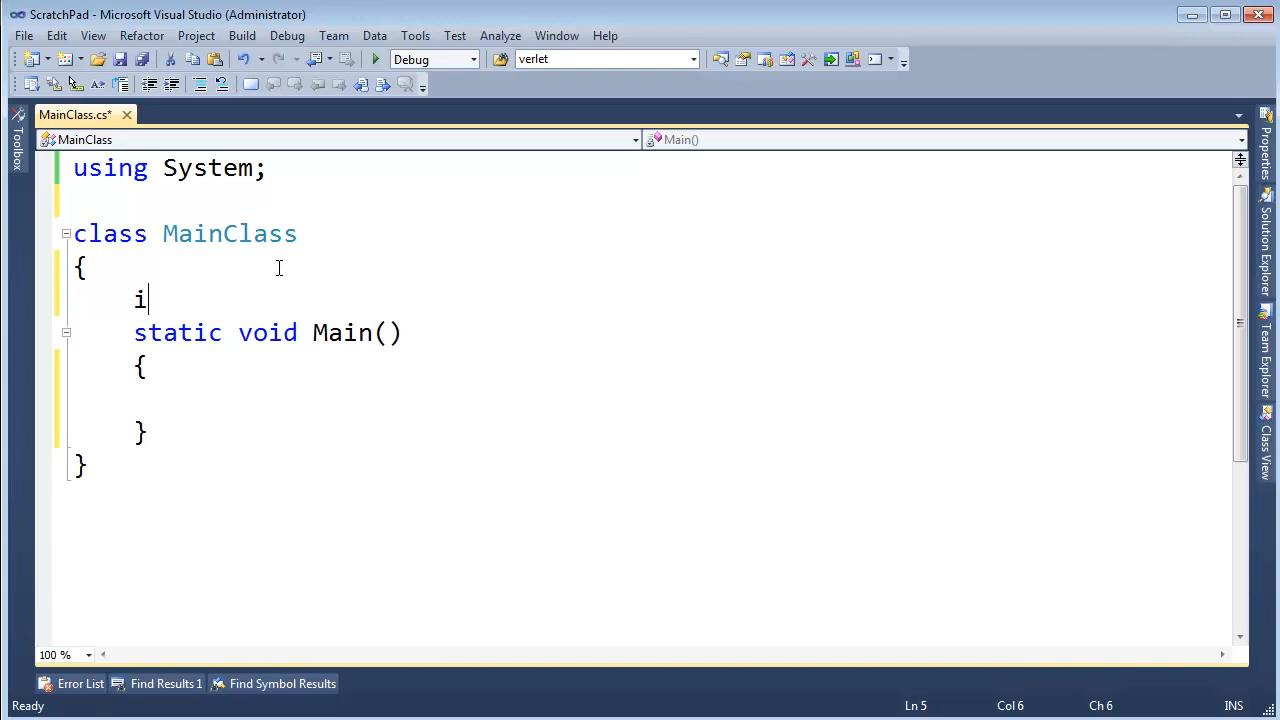 ScratchPad - Microsoft Visual Studio (Administrator)
File Edit View Refactor Project Build Debug Team Data Tools Test Analyze Window Help
Debug verlet
MainClass.cs*
MainClass Main()
Toolbox
Properties
Solution Explorer
Team Explorer
Class View
using System;
class MainClass
{
i
static void Main()
{
}
}
100 %
Error List Find Results 1 Find Symbol Results
Ready Ln 5 Col 6 Ch 6 INS